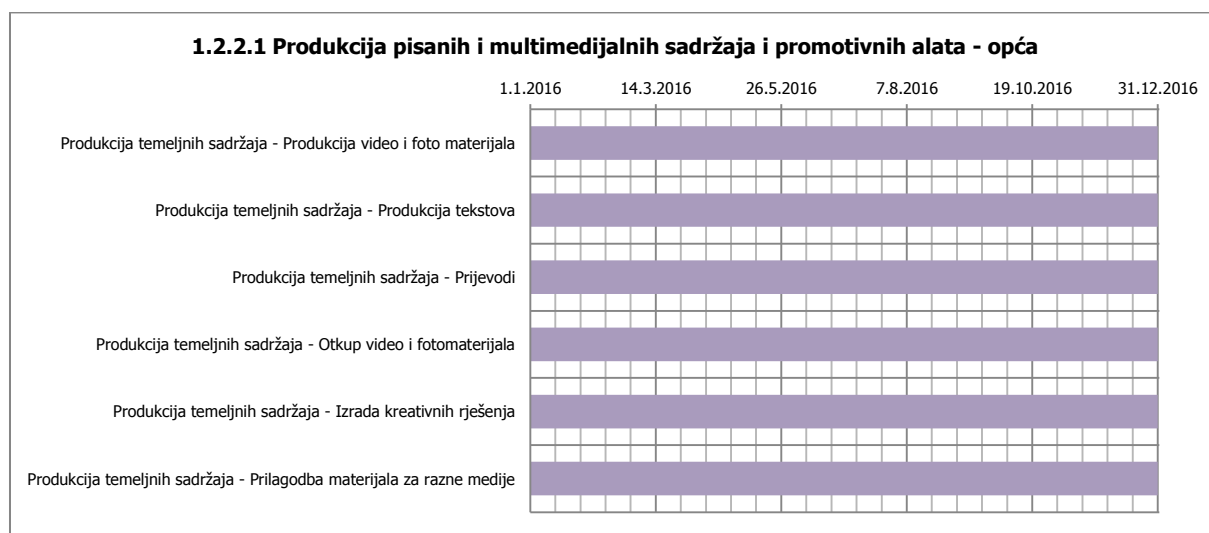 1.2.2.1 Produkcija pisanih i multimedijalnih sadržaja i promotivnih alata - opća
1.1.2016 14.3.2016 26.5.2016 7.8.2016 19.10.2016 31.12.2016
Produkcija temeljnih sadržaja - Produkcija video i foto materijala
Produkcija temeljnih sadržaja - Produkcija tekstova
Produkcija temeljnih sadržaja - Prijevodi
Produkcija temeljnih sadržaja - Otkup video i fotomaterijala
Produkcija temeljnih sadržaja - Izrada kreativnih rješenja
Produkcija temeljnih sadržaja - Prilagodba materijala za razne medije